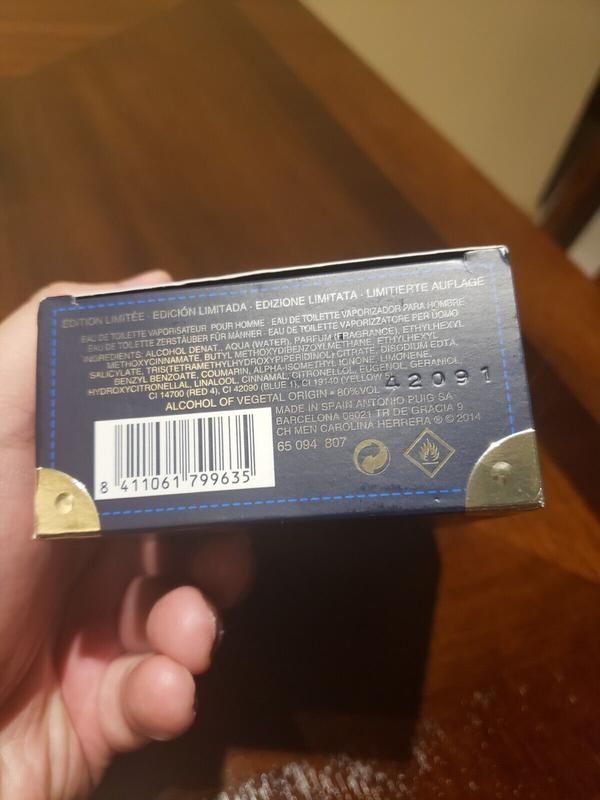 ÉDITION LIMITÉE · EDICIÓN LIMITADA · EDIZIONE LIMITATA · LIMITIERTE AUFLAGE
EAU DE TOILETTE VAPORISATEUR POUR HOMME · EAU DE TOILETTE VAPORIZADOR PARA HOMBRE
EAU DE TOILETTE ZERSTÄUBER FÜR MÄNNER · EAU DE TOILETTE VAPORIZZATORE PER UOMO
INGREDIENTS: ALCOHOL DENAT., AQUA (WATER), PARFUM (FRAGRANCE), ETHYLHEXYL
METHOXYCINNAMATE, BUTYL METHOXYDIBENZOYLMETHANE, ETHYLHEXYL
SALICYLATE, TRIS(TETRAMETHYLHYDROXYPIPERIDINOL) CITRATE, DISODIUM EDTA,
BENZYL BENZOATE, COUMARIN, ALPHA-ISOMETHYL IONONE, LIMONENE,
HYDROXYCITRONELLAL, LINALOOL, CINNAMAL, CITRONELLOL, EUGENOL, GERANIOL,
CI 14700 (RED 4), CI 42090 (BLUE 1), CI 19140 (YELLOW 5).
42091
ALCOHOL OF VEGETAL ORIGIN • 80%VOL
MADE IN SPAIN ANTONIO PUIG SA
BARCELONA 08021 TR DE GRACIA 9
CH MEN CAROLINA HERRERA ® © 2014
65 094 807
8 411061 799635